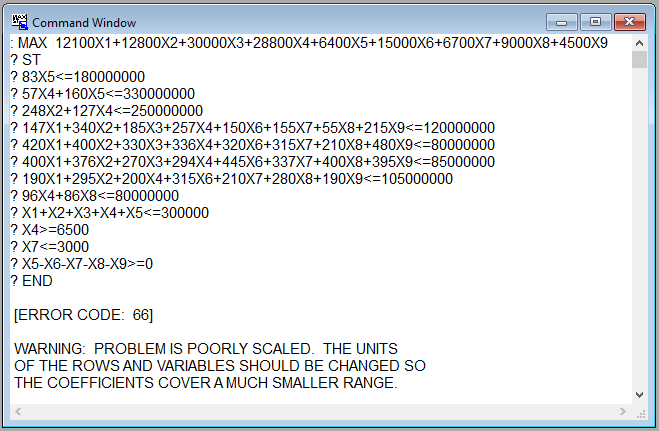 Command Window
: MAX  12100X1+12800X2+30000X3+28800X4+6400X5+15000X6+6700X7+9000X8+4500X9
? ST
? 83X5<=180000000
? 57X4+160X5<=330000000
? 248X2+127X4<=250000000
? 147X1+340X2+185X3+257X4+150X6+155X7+55X8+215X9<=120000000
? 420X1+400X2+330X3+336X4+320X6+315X7+210X8+480X9<=80000000
? 400X1+376X2+270X3+294X4+445X6+337X7+400X8+395X9<=85000000
? 190X1+295X2+200X4+315X6+210X7+280X8+190X9<=105000000
? 96X4+86X8<=80000000
? X1+X2+X3+X4+X5<=300000
? X4>=6500
? X7<=3000
? X5-X6-X7-X8-X9>=0
? END
[ERROR CODE:  66]
WARNING:  PROBLEM IS POORLY SCALED.  THE UNITS
OF THE ROWS AND VARIABLES SHOULD BE CHANGED SO
THE COEFFICIENTS COVER A MUCH SMALLER RANGE.